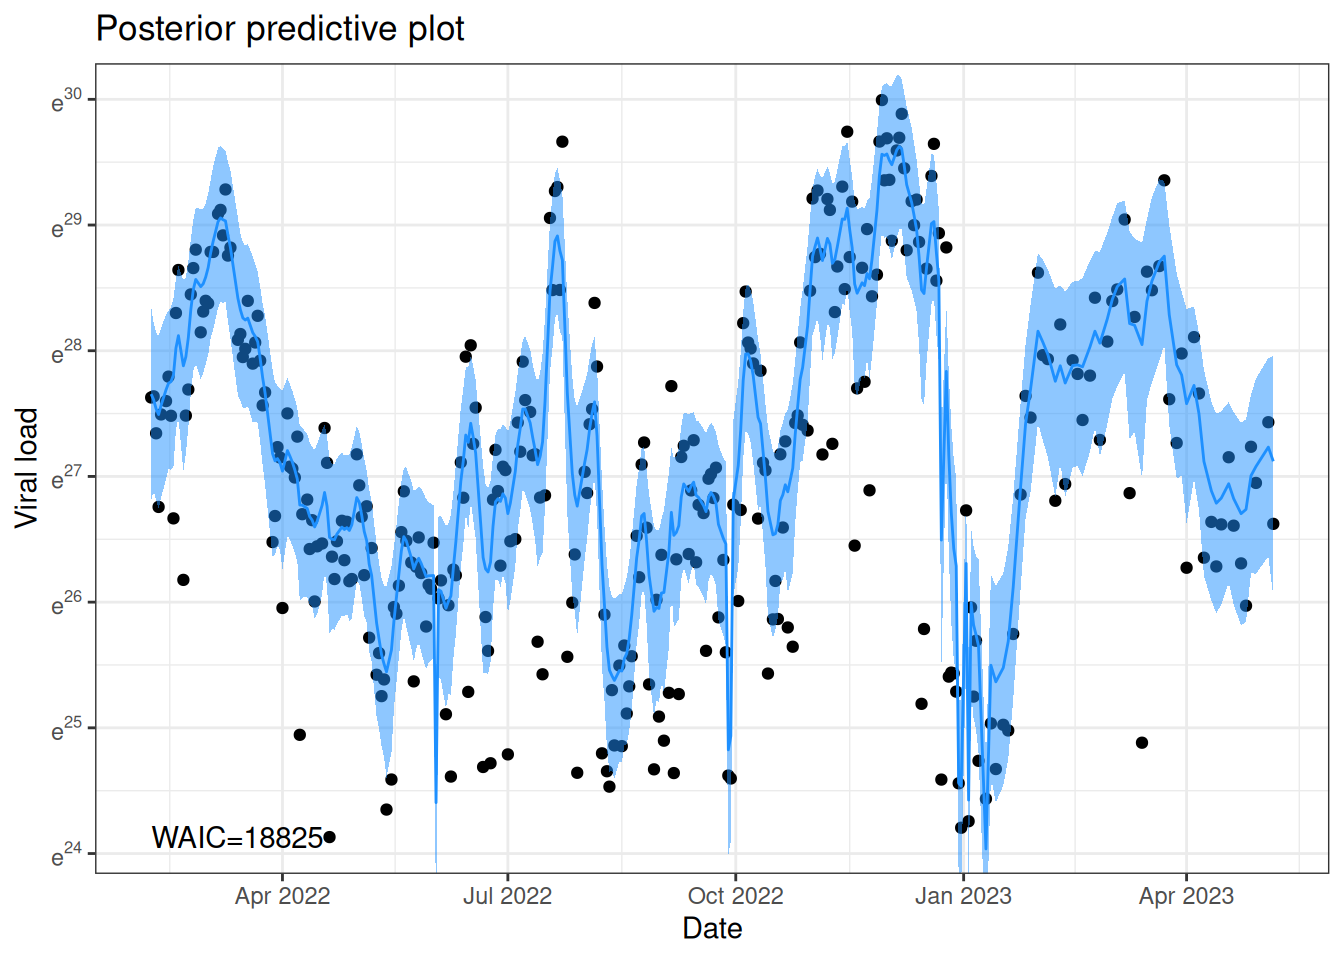 Posterior predictive plot
Viral load
e³⁰
e²⁹
e²⁸
e²⁷
e²⁶
e²⁵
e²⁴
WAIC=18825
Apr 2022 Jul 2022 Oct 2022 Jan 2023 Apr 2023
Date